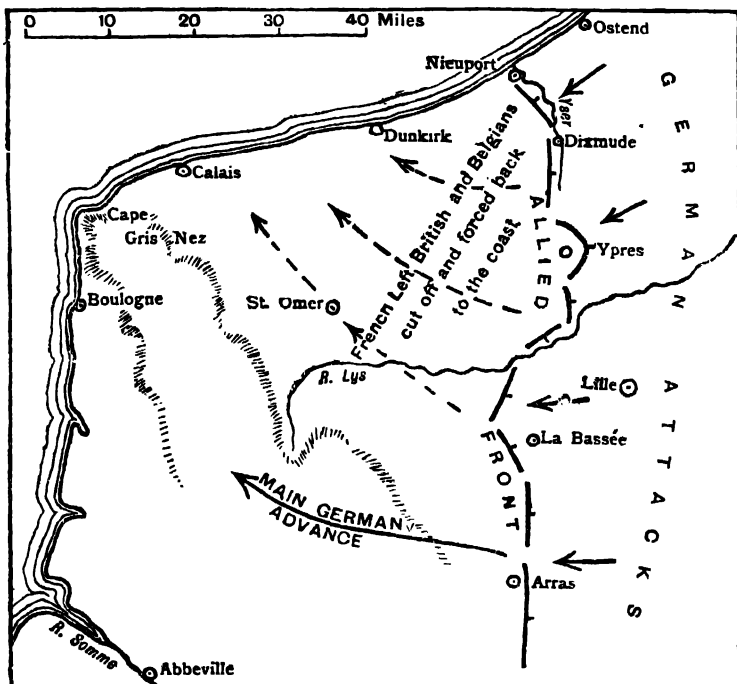 0 10 20 30 40 Miles
Ostend
Nieuport
Yser
Dixmude
Dunkirk
Calais
Cape
Gris Nez
Boulogne
St. Omer
French Left British and Belgians
cut off and forced back
to the coast
ALLIED
FRONT
Ypres
GERMAN
ATTACKS
R. Lys
Lille
La Bassée
MAIN GERMAN
ADVANCE
Arras
R. Somme
Abbeville